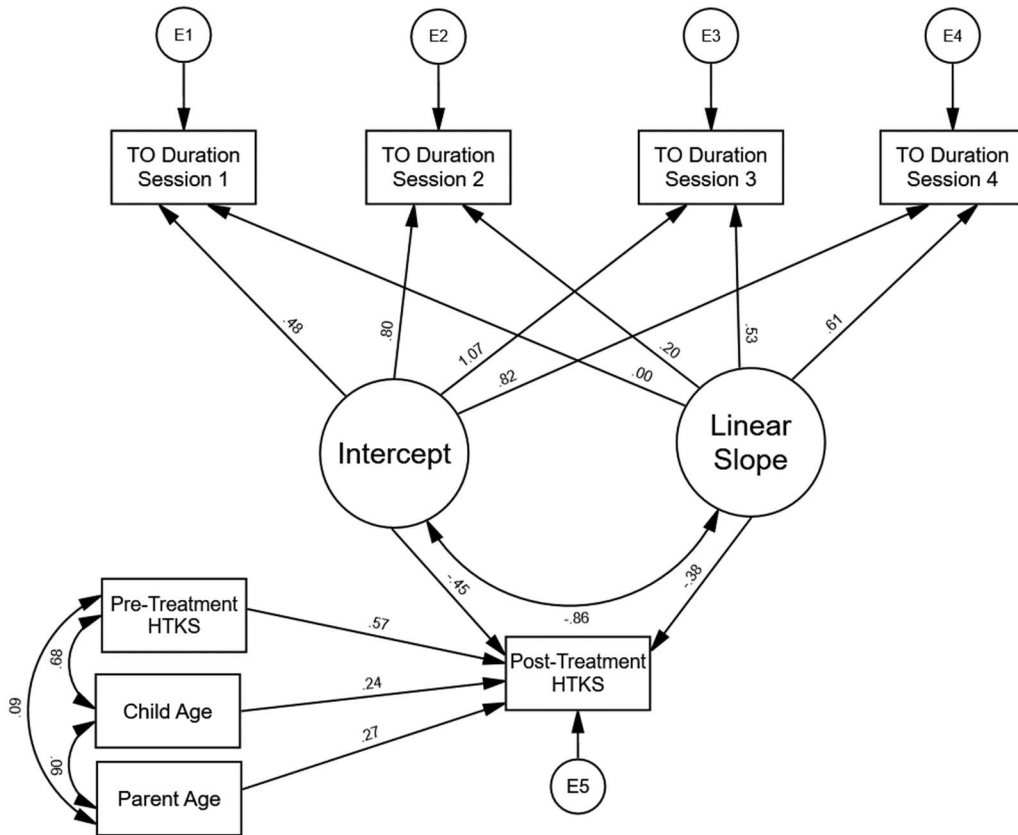 E1
E2
E3
E4
TO Duration
Session 1
TO Duration
Session 2
TO Duration
Session 3
TO Duration
Session 4
.48
.80
1.07
.82
.00
.20
.53
.61
Intercept
Linear
Slope
-.45
-.86
-.38
Pre-Treatment
HTKS
.57
.68
.09
Child Age
.24
Post-Treatment
HTKS
.06
.27
Parent Age
E5